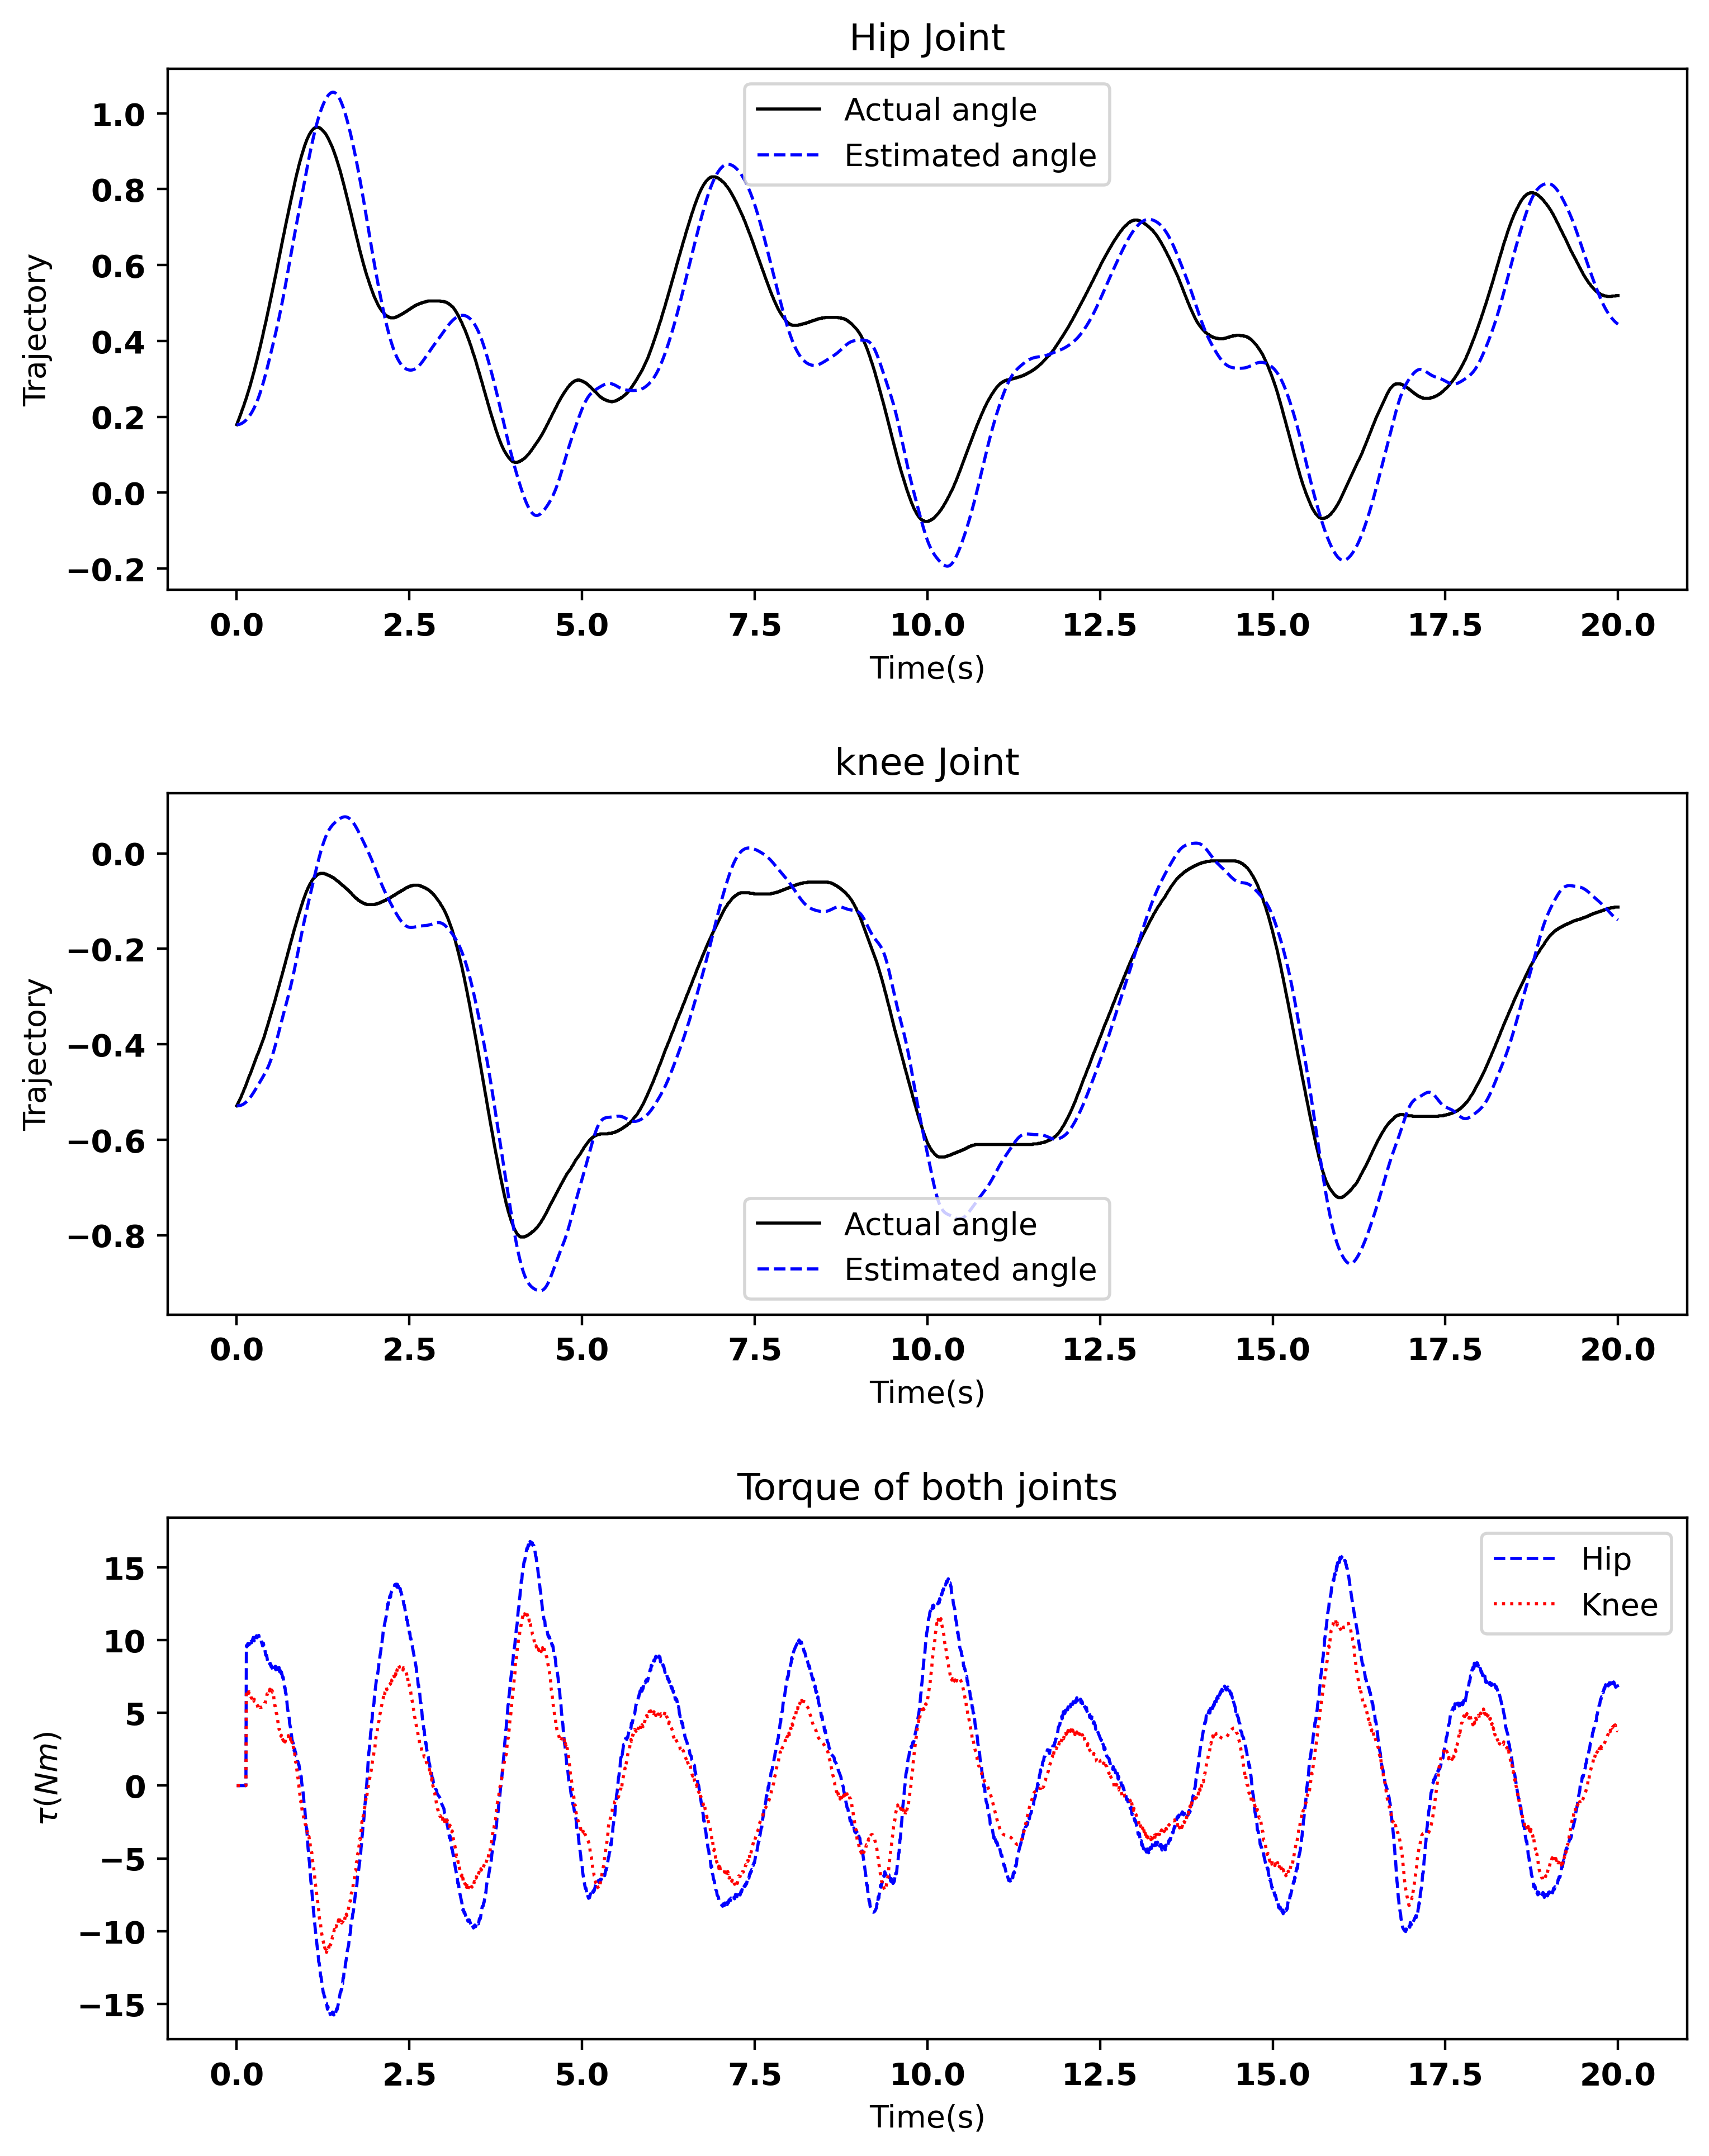 Hip Joint
Actual angle
Estimated angle
1.0
0.8
0.6
0.4
0.2
0.0
−0.2
Trajectory
0.0 2.5 5.0 7.5 10.0 12.5 15.0 17.5 20.0
Time(s)
knee Joint
0.0
−0.2
−0.4
−0.6
−0.8
Trajectory
Actual angle
Estimated angle
0.0 2.5 5.0 7.5 10.0 12.5 15.0 17.5 20.0
Time(s)
Torque of both joints
Hip
Knee
15
10
5
0
−5
−10
−15
τ(Nm)
0.0 2.5 5.0 7.5 10.0 12.5 15.0 17.5 20.0
Time(s)